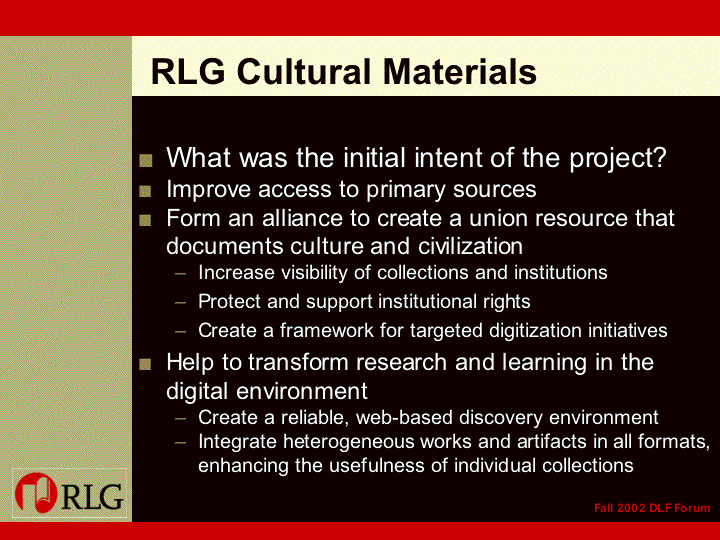 RLG Cultural Materials
What was the initial intent of the project?
Improve access to primary sources
Form an alliance to create a union resource that
documents culture and civilization
– Increase visibility of collections and institutions
– Protect and support institutional rights
– Create a framework for targeted digitization initiatives
Help to transform research and learning in the
digital environment
– Create a reliable, web-based discovery environment
– Integrate heterogeneous works and artifacts in all formats,
enhancing the usefulness of individual collections
RLG
Fall 2002 DLF Forum